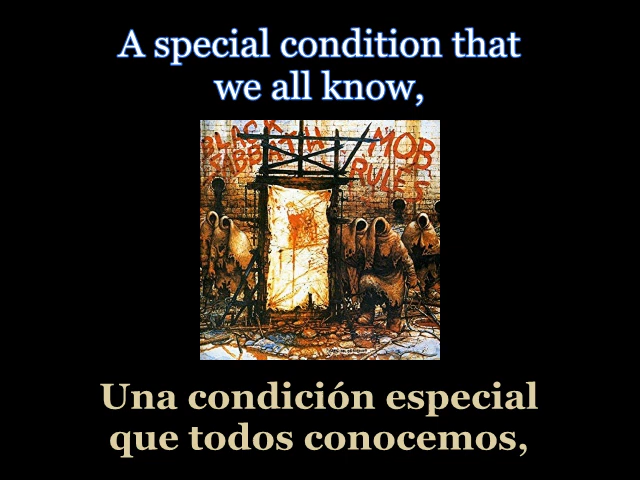 A special condition that
we all know,
BLACK MOB
SABBATH RULES
Una condición especial
que todos conocemos,